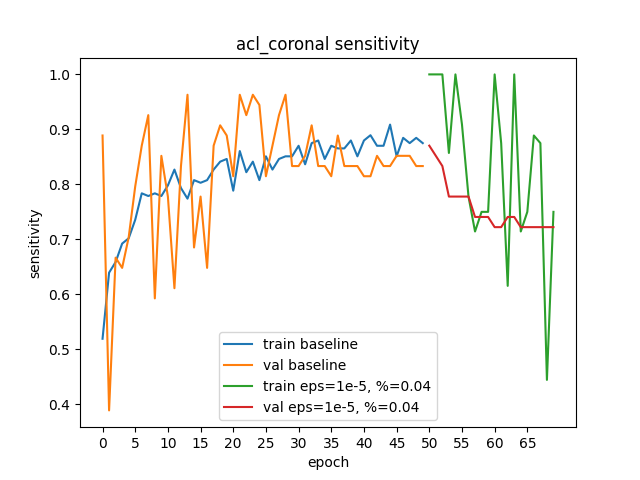 acl_coronal sensitivity
1.0
0.9
0.8
0.7
0.6
0.5
0.4
sensitivity
train baseline
val baseline
train eps=1e-5, %=0.04
val eps=1e-5, %=0.04
0 5 10 15 20 25 30 35 40 45 50 55 60 65
epoch